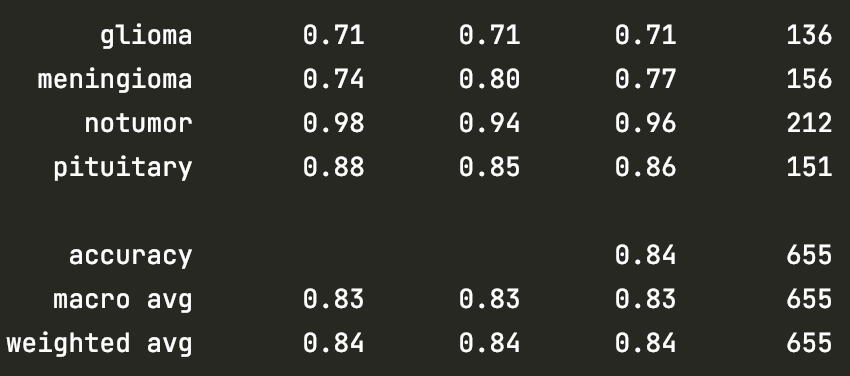 glioma 0.71 0.71 0.71 136
meningioma 0.74 0.80 0.77 156
notumor 0.98 0.94 0.96 212
pituitary 0.88 0.85 0.86 151
accuracy 0.84 655
macro avg 0.83 0.83 0.83 655
weighted avg 0.84 0.84 0.84 655